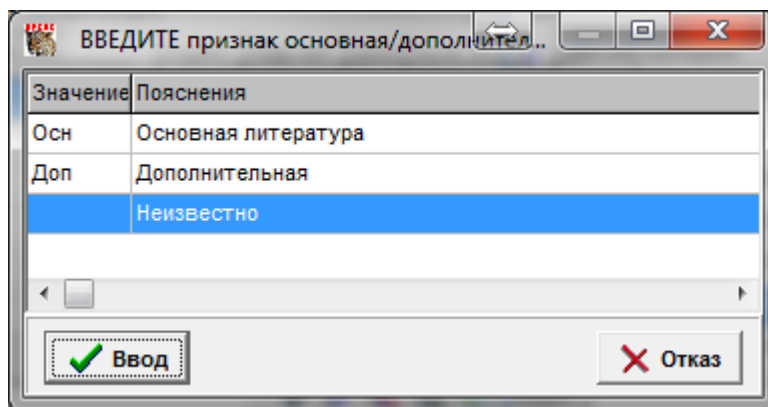 ВВЕДИТЕ признак основная/дополнител...
Значение Пояснения
Осн Основная литература
Доп Дополнительная
Неизвестно
Ввод
Отказ